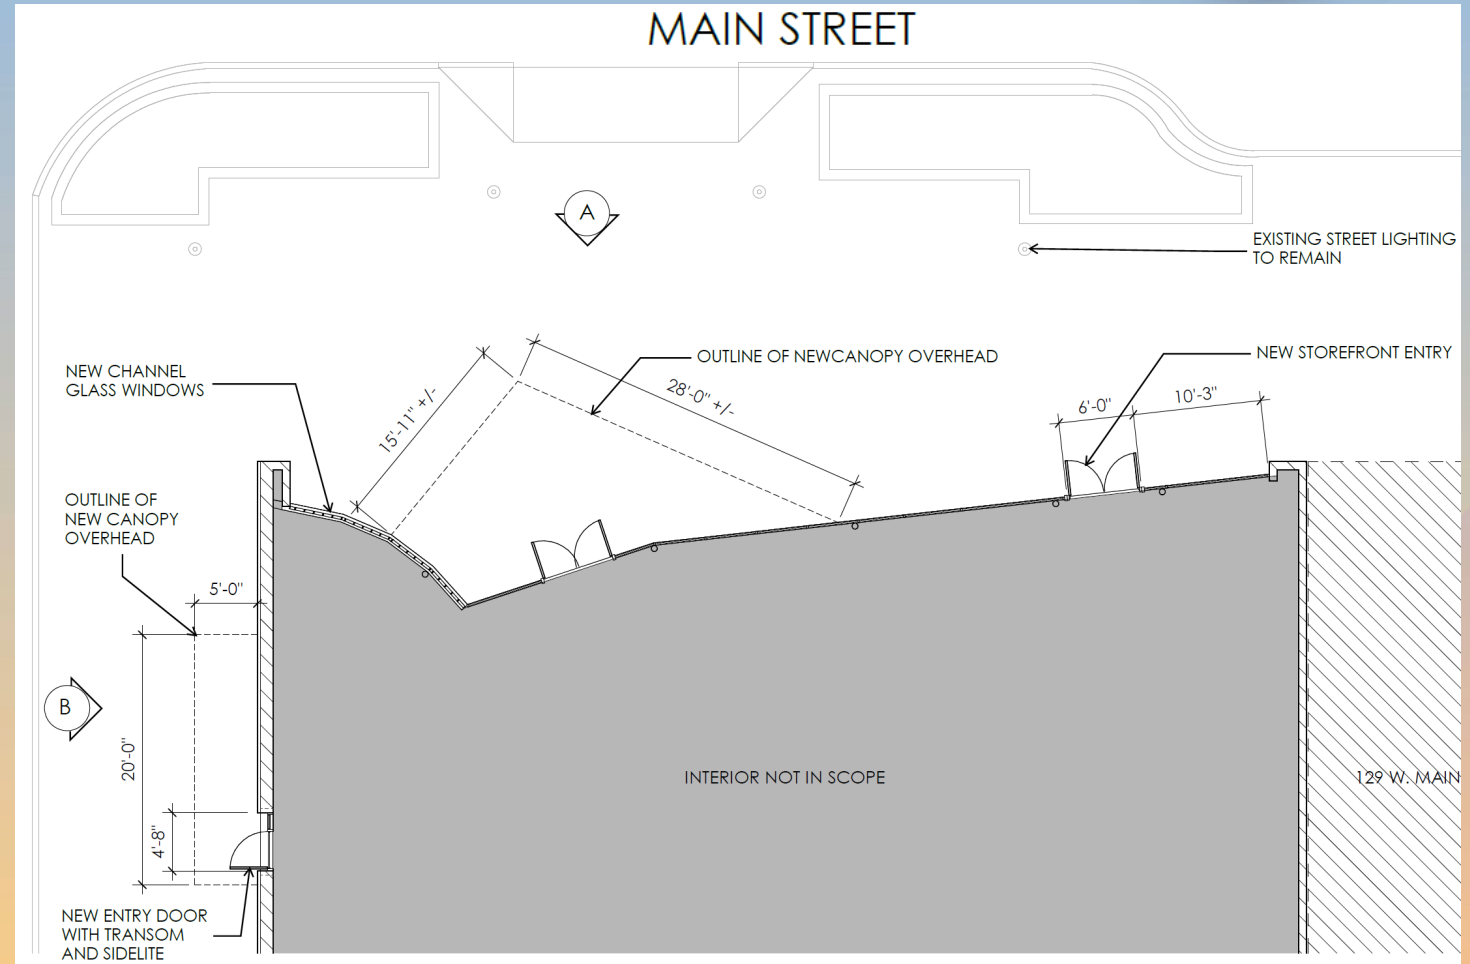 MAIN STREET
A
EXISTING STREET LIGHTING
TO REMAIN
OUTLINE OF NEWCANOPY OVERHEAD
NEW STOREFRONT ENTRY
NEW CHANNEL
GLASS WINDOWS
15'-11" +/-
28'-0" +/-
6'-0"
10'-3"
OUTLINE OF
NEW CANOPY
OVERHEAD
5'-0"
B
20'-0"
INTERIOR NOT IN SCOPE
129 W. MAIN
4'-8"
NEW ENTRY DOOR
WITH TRANSOM
AND SIDELITE